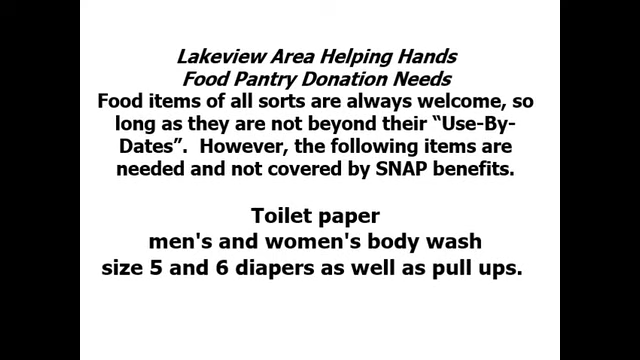 Lakeview Area Helping Hands
Food Pantry Donation Needs
Food items of all sorts are always welcome, so
long as they are not beyond their “Use-By-
Dates”.  However, the following items are
needed and not covered by SNAP benefits.
Toilet paper
men's and women's body wash
size 5 and 6 diapers as well as pull ups.